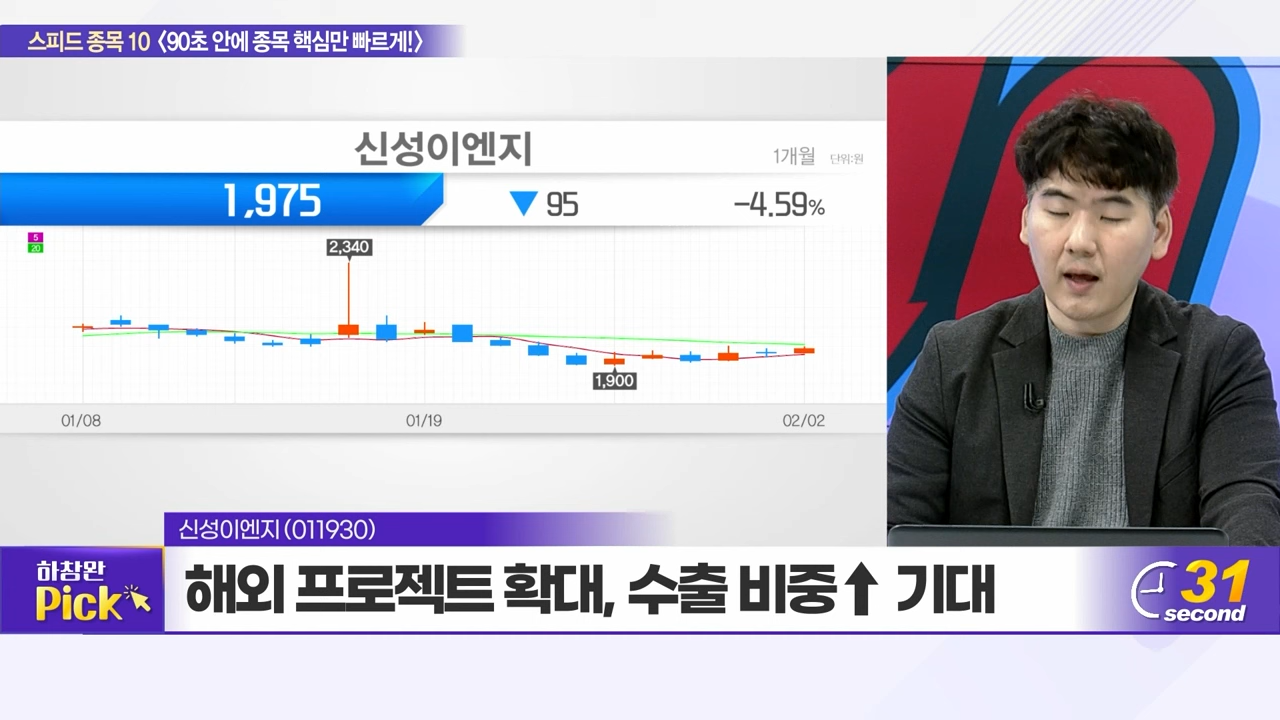 스피드 종목 10 〈90초 안에 종목 핵심만 빠르게!〉
신성이엔지
1개월 단위:원
1,975 ▼ 95 -4.59%
5
20
2,340
1,900
01/08 01/19 02/02
신성이엔지(011930)
하창완
Pick
해외 프로젝트 확대, 수출 비중↑ 기대
31
second